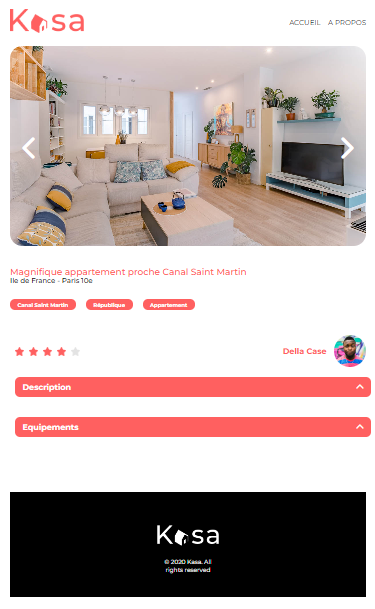 Kasa
ACCUEIL A PROPOS
Magnifique appartement proche Canal Saint Martin
Ile de France - Paris 10e
Canal Saint Martin République Appartement
Della Case
Description
Equipements
Kasa
© 2020 Kasa. All
rights reserved